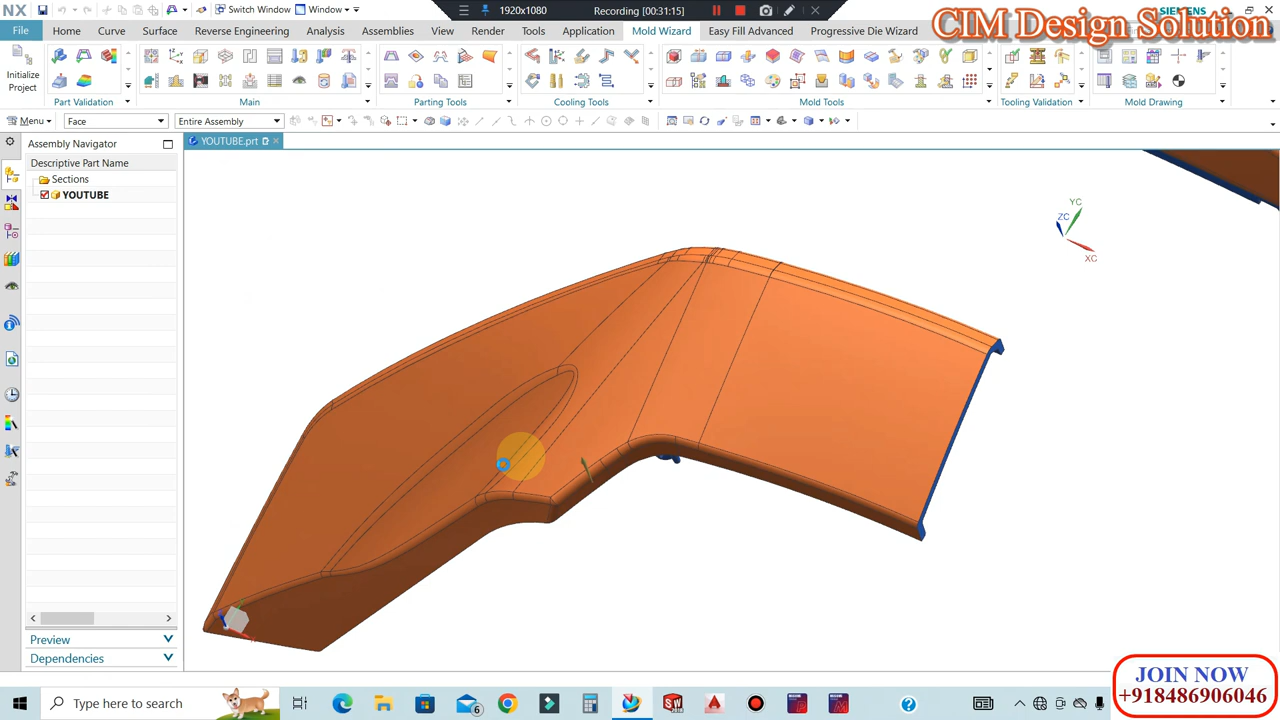 NX
Switch Window
Window
1920x1080
Recording [00:31:15]
SIEMENS
CIM Design Solution
File
Home
Curve
Surface
Reverse Engineering
Analysis
Assemblies
View
Render
Tools
Application
Mold Wizard
Easy Fill Advanced
Progressive Die Wizard
Initialize
Project
Part Validation
Main
Parting Tools
Cooling Tools
Mold Tools
Tooling Validation
Mold Drawing
Menu
Face
Entire Assembly
Assembly Navigator
YOUTUBE.prt
Descriptive Part Name
Sections
YOUTUBE
YC
ZC
XC
Preview
Dependencies
JOIN NOW
+918486906046
Type here to search
6